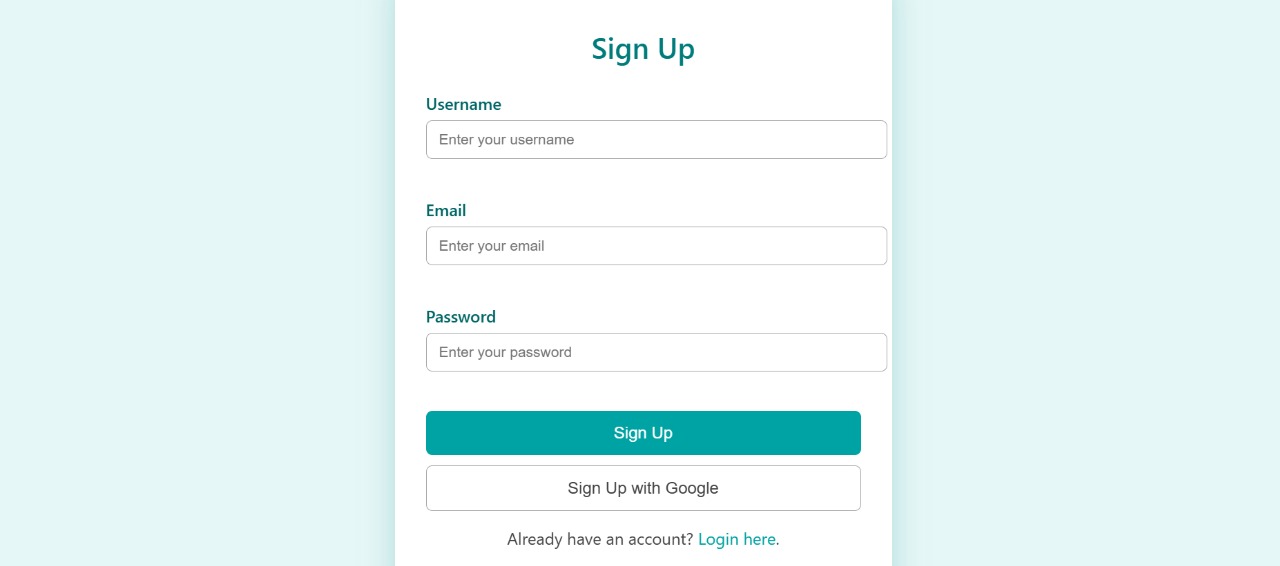 Sign Up
Username
Enter your username
Email
Enter your email
Password
Enter your password
Sign Up
Sign Up with Google
Already have an account? Login here.